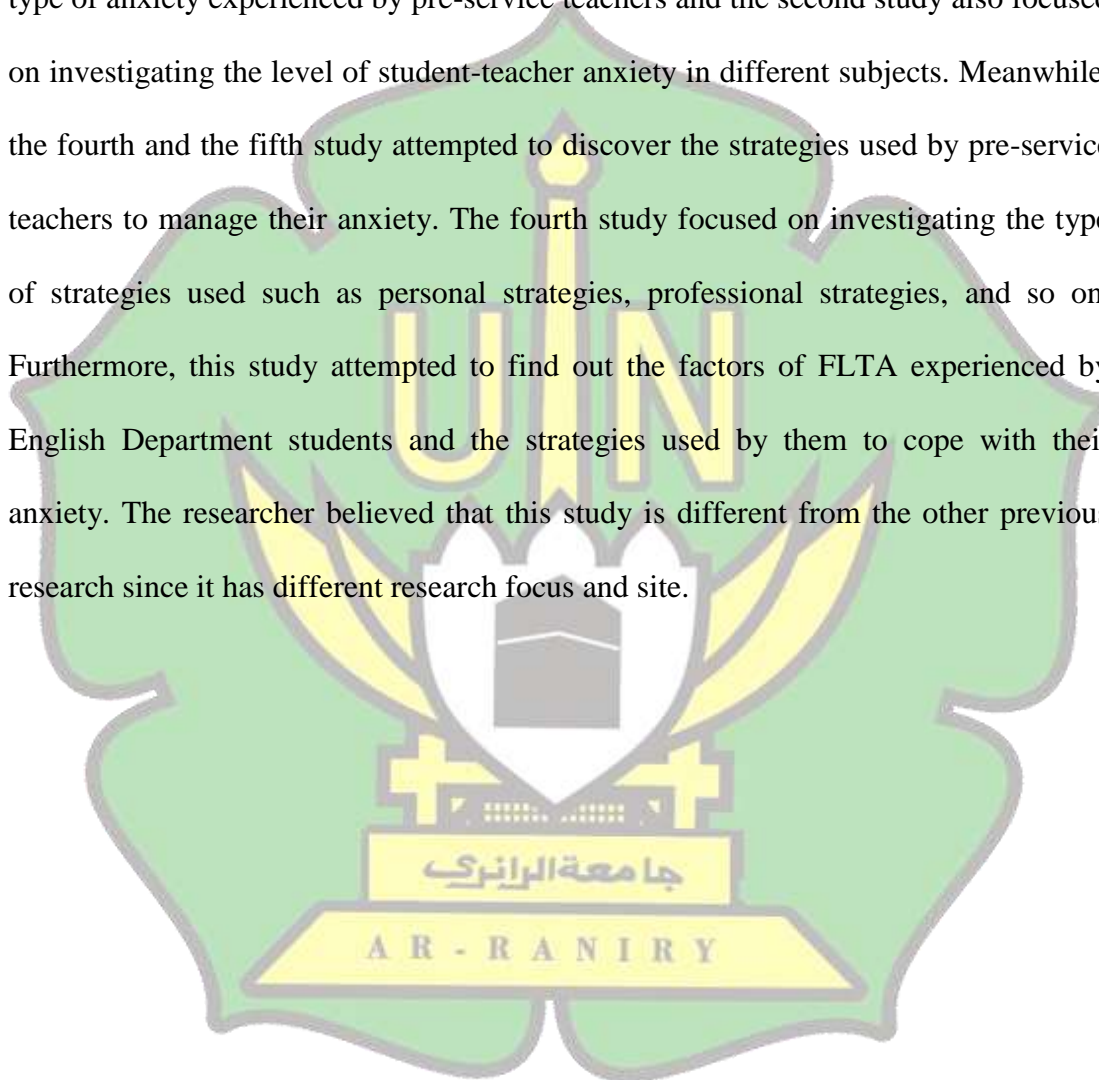 type of anxiety experienced by pre-service teachers and the second study also focused
on investigating the level of student-teacher anxiety in different subjects. Meanwhile
the fourth and the fifth study attempted to discover the strategies used by pre-service
teachers to manage their anxiety. The fourth study focused on investigating the type
of strategies used such as personal strategies, professional strategies, and so on
Furthermore, this study attempted to find out the factors of FLTA experienced by
English Department students and the strategies used by them to cope with their
anxiety. The researcher believed that this study is different from the other previous
research since it has different research focus and site.
UIN
جامعة الرانري
AR-RANIRY